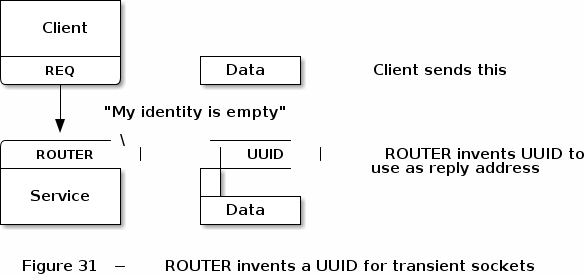 Client
REQ
Data
Client sends this
"My identity is empty"
\
ROUTER | UUID | ROUTER invents UUID to
use as reply address
Service
Data
Figure 31 – ROUTER invents a UUID for transient sockets